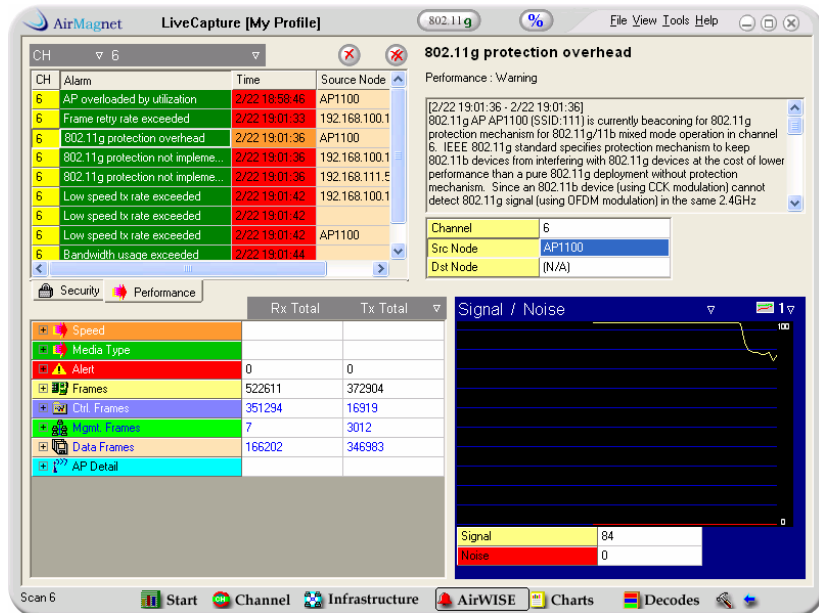 AirMagnet LiveCapture [My Profile] 802.11g % File View Tools Help
CH 6
CH Alarm Time Source Node
6 AP overloaded by utilization 2/22 18:58:46 AP1100
6 Frame retry rate exceeded 2/22 19:01:33 192.168.100.1
6 802.11g protection overhead 2/22 19:01:36 AP1100
6 802.11g protection not impleme... 2/22 19:01:36 192.168.100.1
6 802.11g protection not impleme... 2/22 19:01:36 192.168.111.5
6 Low speed tx rate exceeded 2/22 19:01:42 192.168.100.1
6 Low speed tx rate exceeded 2/22 19:01:42
6 Low speed tx rate exceeded 2/22 19:01:42 AP1100
6 Bandwidth usage exceeded 2/22 19:01:44
Security Performance
802.11g protection overhead
Performance : Warning
[2/22 19:01:36 - 2/22 19:01:36]
802.11g AP AP1100 (SSID:111) is currently beaconing for 802.11g
protection mechanism for 802.11g/11b mixed mode operation in channel
6. IEEE 802.11g standard specifies protection mechanism to keep
802.11b devices from interfering with 802.11g devices at the cost of lower
performance than a pure 802.11g deployment without protection
mechanism. Since an 802.11b device (using CCK modulation) cannot
detect 802.11g signal (using OFDM modulation) in the same 2.4GHz
Channel 6
Src Node AP1100
Dst Node (N/A)
Rx Total Tx Total
Speed
Media Type
Alert 0 0
Frames 522611 372904
Ctrl. Frames 351294 16919
Mgmt. Frames 7 3012
Data Frames 166202 346983
AP Detail
Signal / Noise 1
100
0
Signal 84
Noise 0
Scan 6 Start Channel Infrastructure AirWISE Charts Decodes